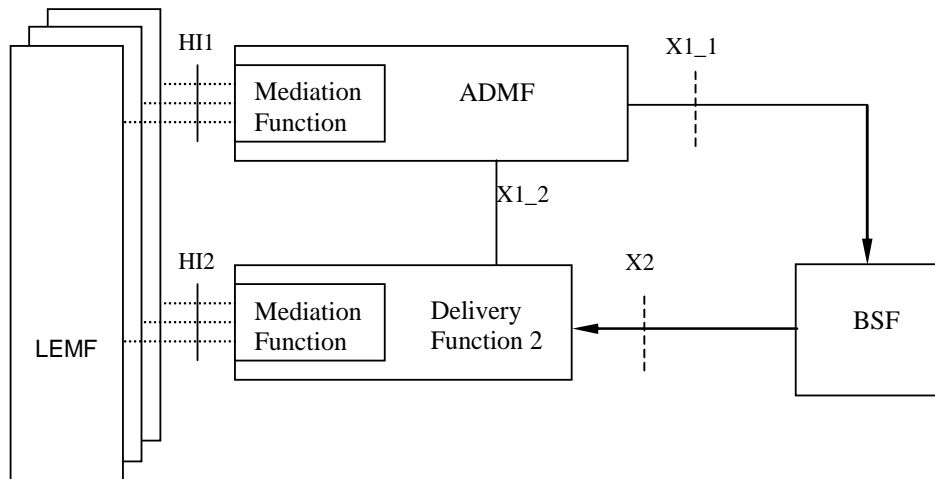 HI1
X1_1
Mediation
Function
ADMF
X1_2
HI2
X2
Mediation
Function
Delivery
Function 2
BSF
LEMF